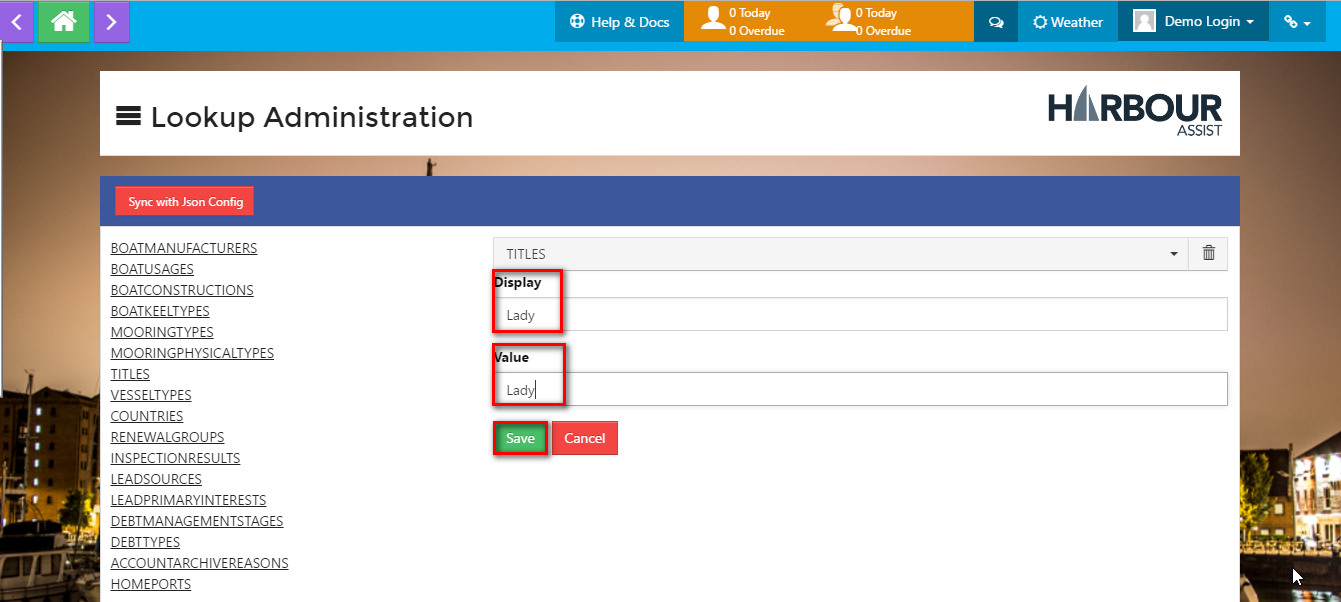 Help & Docs
0 Today
0 Overdue
0 Today
0 Overdue
Weather
Demo Login
Lookup Administration
HARBOUR
ASSIST
Sync with Json Config
BOATMANUFACTURERS
BOATUSAGES
BOATCONSTRUCTIONS
BOATKEELTYPES
MOORINGTYPES
MOORINGPHYSICALTYPES
TITLES
VESSELTYPES
COUNTRIES
RENEWALGROUPS
INSPECTIONRESULTS
LEADSOURCES
LEADPRIMARYINTERESTS
DEBTMANAGEMENTSTAGES
DEBTTYPES
ACCOUNTARCHIVEREASONS
HOMEPORTS
TITLES
Display
Lady
Value
Lady
Save Cancel